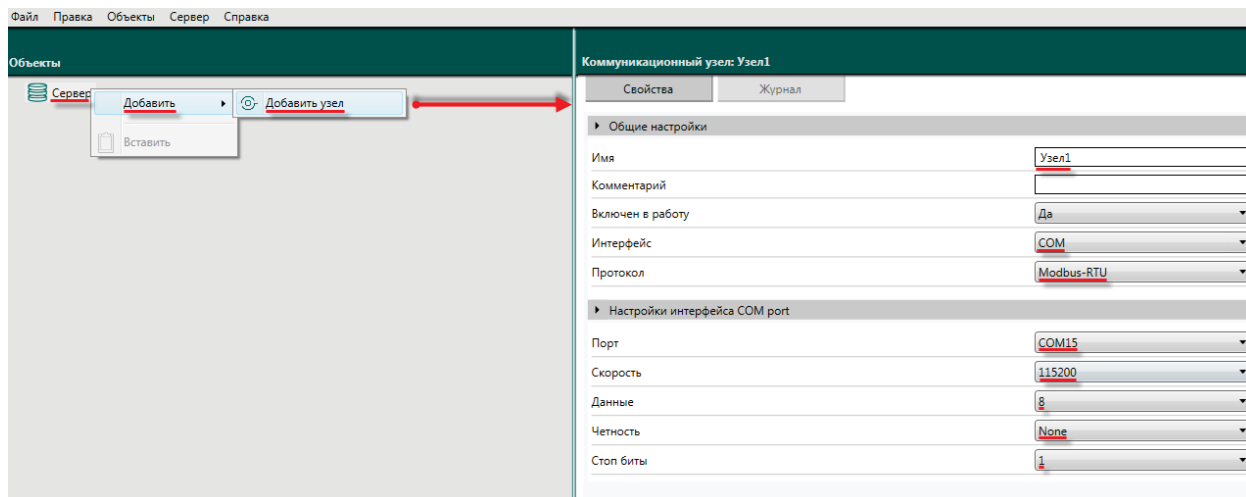 Файл Правка Объекты Сервер Справка
Объекты
Сервер
Добавить
Добавить узел
Вставить
Коммуникационный узел: Узел1
Свойства Журнал
Общие настройки
Имя Узел1
Комментарий
Включен в работу Да
Интерфейс COM
Протокол Modbus-RTU
Настройки интерфейса COM port
Порт COM15
Скорость 115200
Данные 8
Четность None
Стоп биты 1